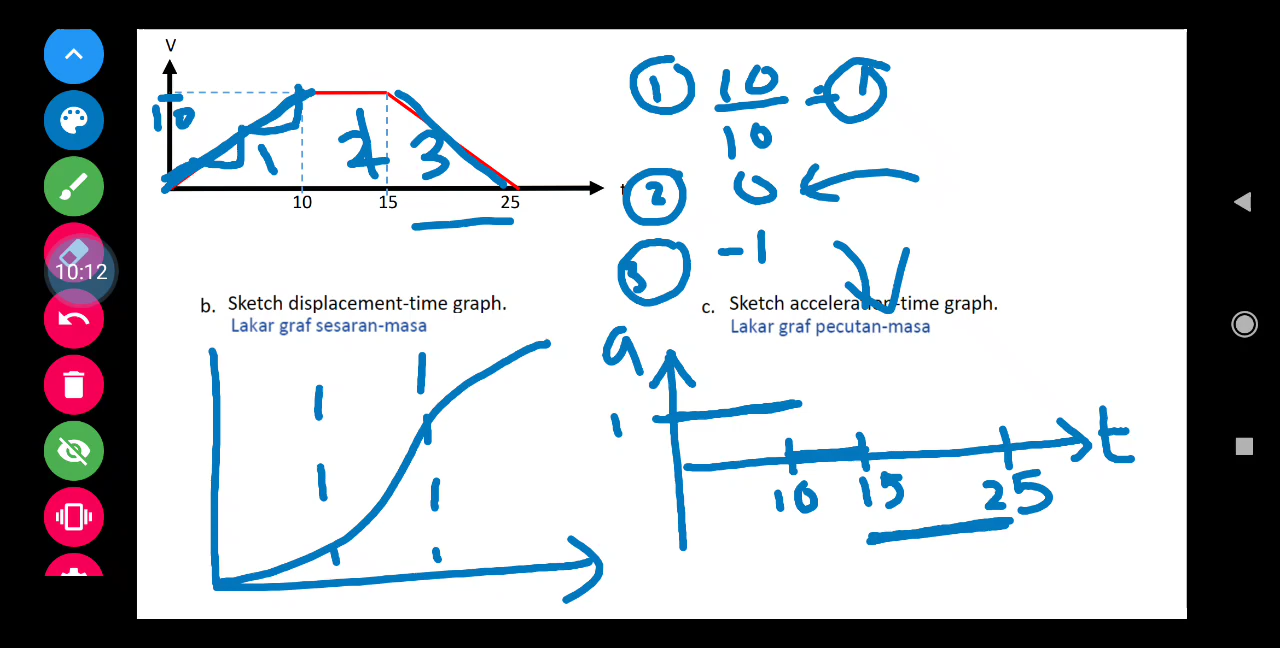 V
10
1
2
3
t
10 15 25
1 10/10 = 1
2 0
3 -1
b. Sketch displacement-time graph.
Lakar graf sesaran-masa
c. Sketch acceleration-time graph.
Lakar graf pecutan-masa
a
1
10 15 25
t
10:12